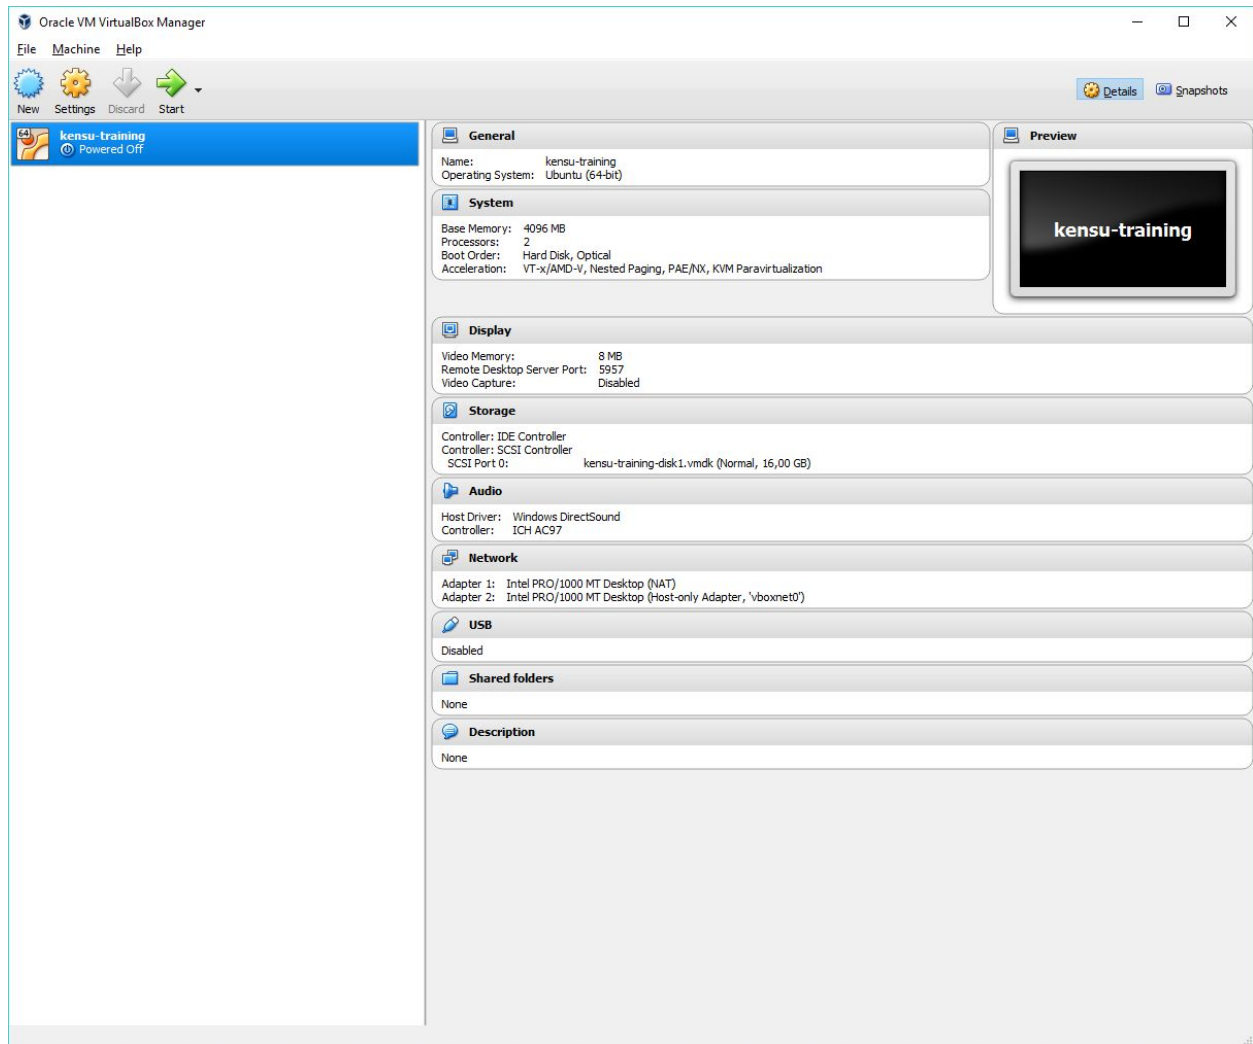 Oracle VM VirtualBox Manager
File Machine Help
New Settings Discard Start
Details Snapshots
64 kensu-training
Powered Off
General
Name: kensu-training
Operating System: Ubuntu (64-bit)
Preview
kensu-training
System
Base Memory: 4096 MB
Processors: 2
Boot Order: Hard Disk, Optical
Acceleration: VT-x/AMD-V, Nested Paging, PAE/NX, KVM Paravirtualization
Display
Video Memory: 8 MB
Remote Desktop Server Port: 5957
Video Capture: Disabled
Storage
Controller: IDE Controller
Controller: SCSI Controller
SCSI Port 0: kensu-training-disk1.vmdk (Normal, 16,00 GB)
Audio
Host Driver: Windows DirectSound
Controller: ICH AC97
Network
Adapter 1: Intel PRO/1000 MT Desktop (NAT)
Adapter 2: Intel PRO/1000 MT Desktop (Host-only Adapter, 'vboxnet0')
USB
Disabled
Shared folders
None
Description
None